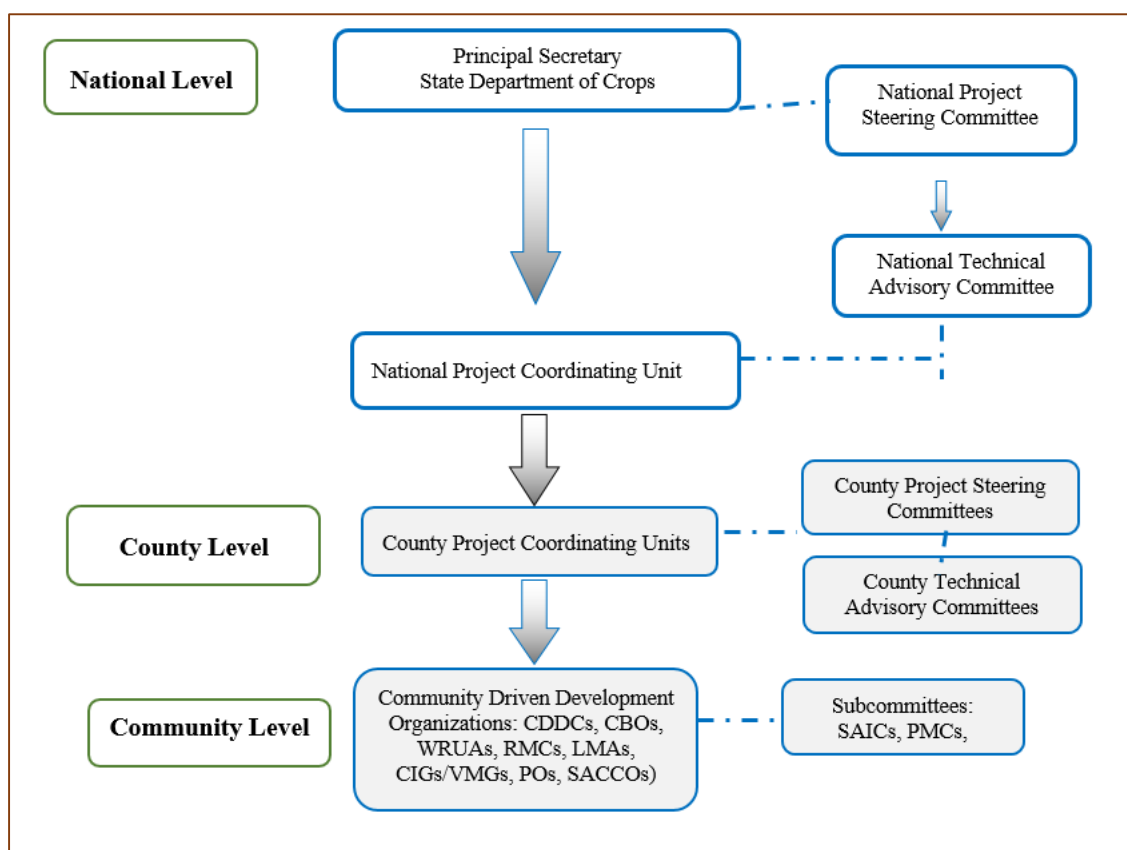 National Level
Principal Secretary
State Department of Crops
National Project
Steering Committee
National Technical
Advisory Committee
National Project Coordinating Unit
County Level
County Project Coordinating Units
County Project Steering
Committees
County Technical
Advisory Committees
Community Level
Community Driven Development
Organizations: CDDCs, CBOs,
WRUAs, RMCs, LMAs,
CIGs/VMGs, POs, SACCOs)
Subcommittees:
SAICs, PMCs,